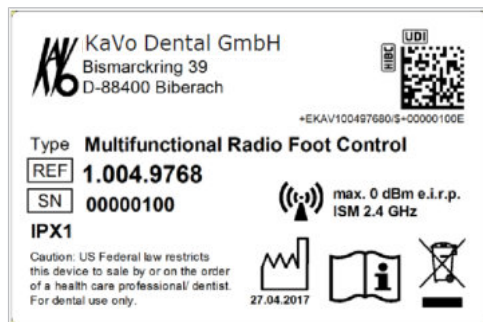 KAVO
KaVo Dental GmbH
Bismarckring 39
D-88400 Biberach
UDI
HIBC
+EKAV100497680/$+00000100E
Type Multifunctional Radio Foot Control
REF 1.004.9768
SN 00000100
max. 0 dBm e.i.r.p.
ISM 2.4 GHz
IPX1
Caution: US Federal law restricts
this device to sale by or on the order
of a health care professional/ dentist.
For dental use only.
27.04.2017